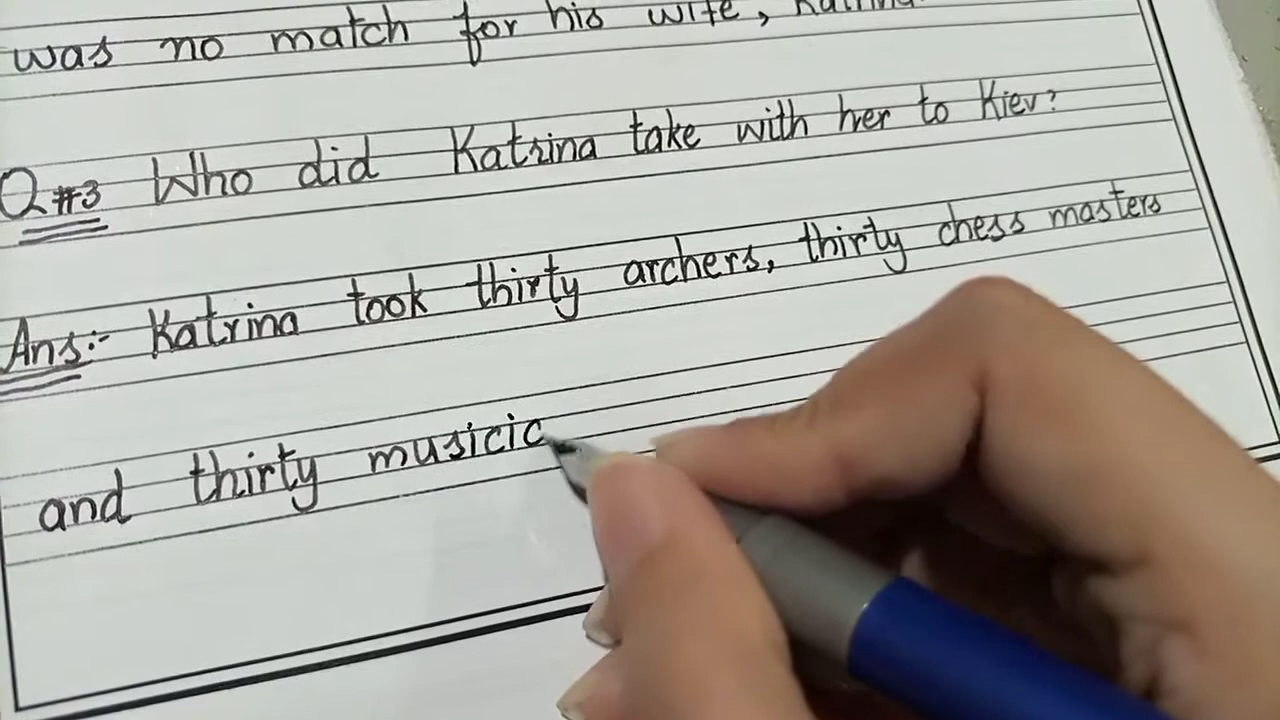 was no match for his wife, Katrina
Q#3 Who did Katrina take with her to Kiev?
Ans:- Katrina took thirty archers, thirty chess masters
and thirty musicic